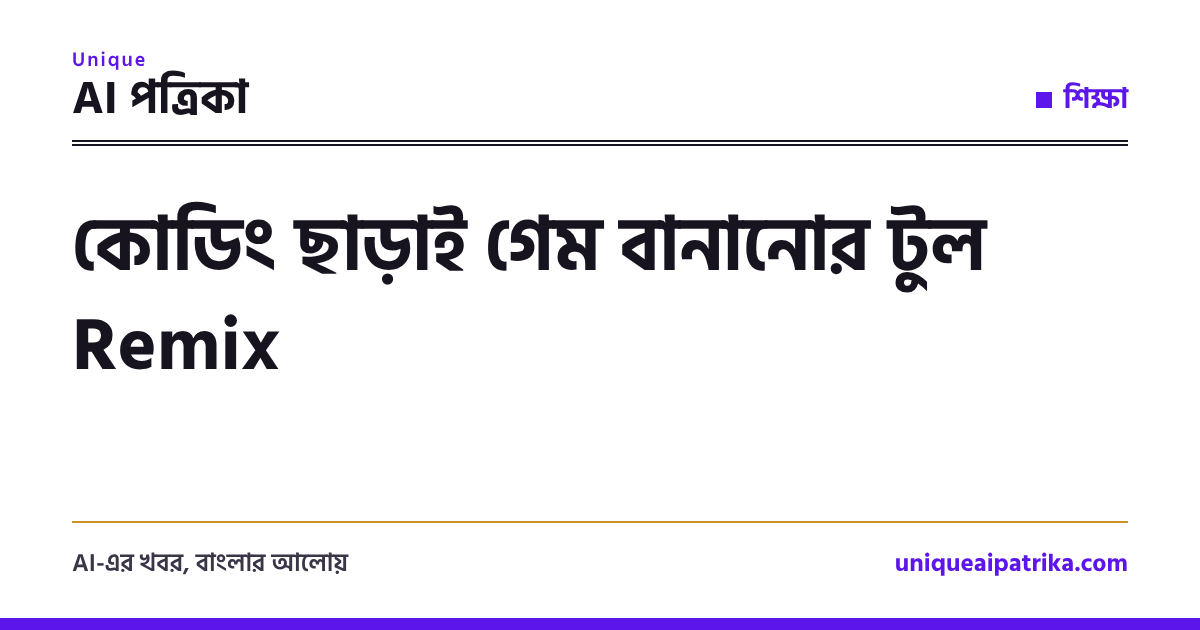 Unique
AI পত্রিকা
শিক্ষা
কোডিং ছাড়াই গেম বানানোর টুল
Remix
AI-এর খবর, বাংলার আলোয়
uniqueaipatrika.com